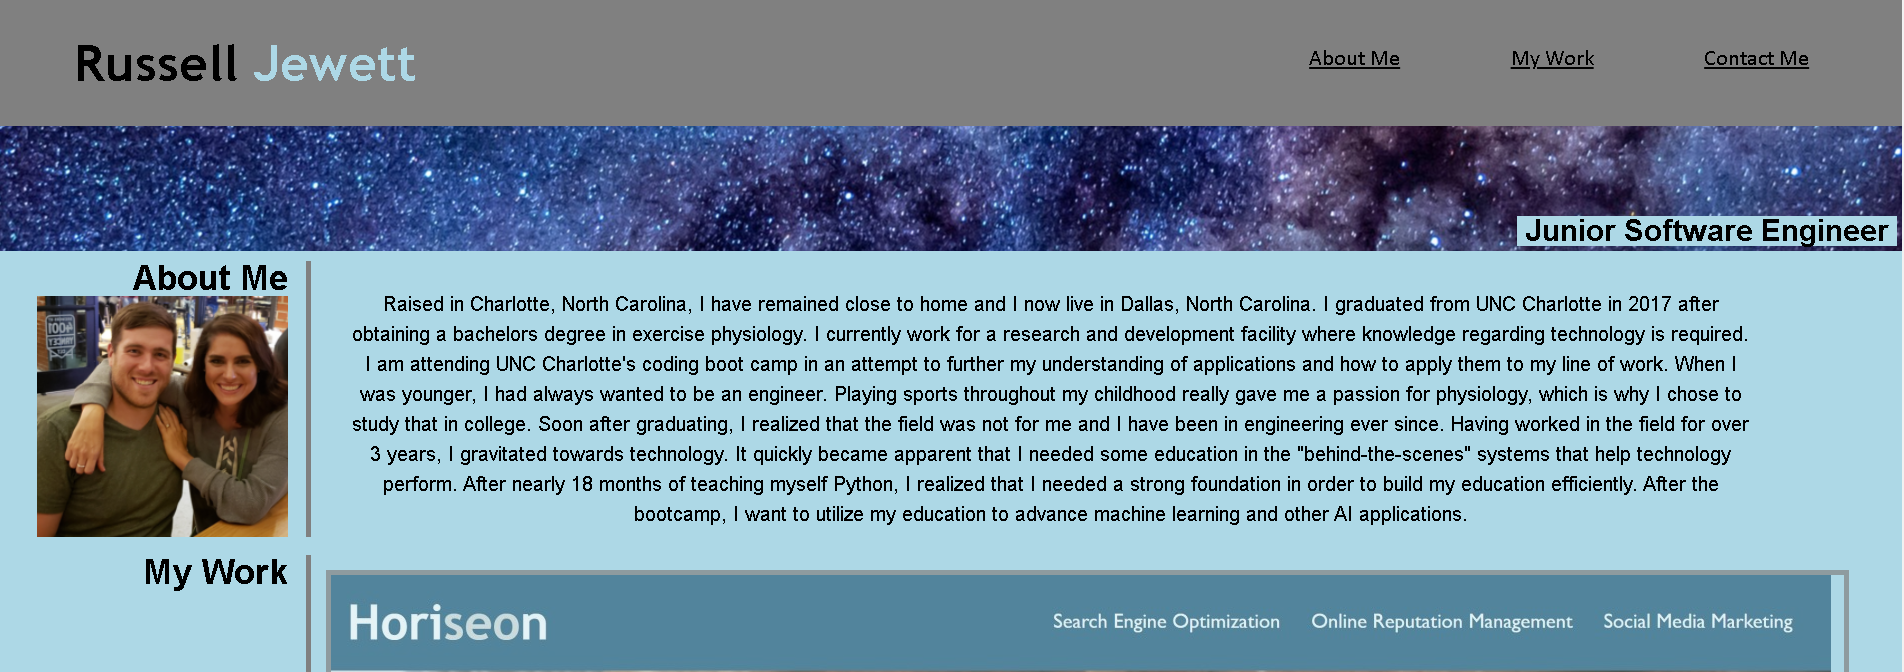 Russell Jewett
About Me
My Work
Contact Me
Junior Software Engineer
About Me
Raised in Charlotte, North Carolina, I have remained close to home and I now live in Dallas, North Carolina. I graduated from UNC Charlotte in 2017 after
obtaining a bachelors degree in exercise physiology. I currently work for a research and development facility where knowledge regarding technology is required.
I am attending UNC Charlotte's coding boot camp in an attempt to further my understanding of applications and how to apply them to my line of work. When I
was younger, I had always wanted to be an engineer. Playing sports throughout my childhood really gave me a passion for physiology, which is why I chose to
study that in college. Soon after graduating, I realized that the field was not for me and I have been in engineering ever since. Having worked in the field for over
3 years, I gravitated towards technology. It quickly became apparent that I needed some education in the "behind-the-scenes" systems that help technology
perform. After nearly 18 months of teaching myself Python, I realized that I needed a strong foundation in order to build my education efficiently. After the
bootcamp, I want to utilize my education to advance machine learning and other AI applications.
My Work
Horiseon
Search Engine Optimization
Online Reputation Management
Social Media Marketing